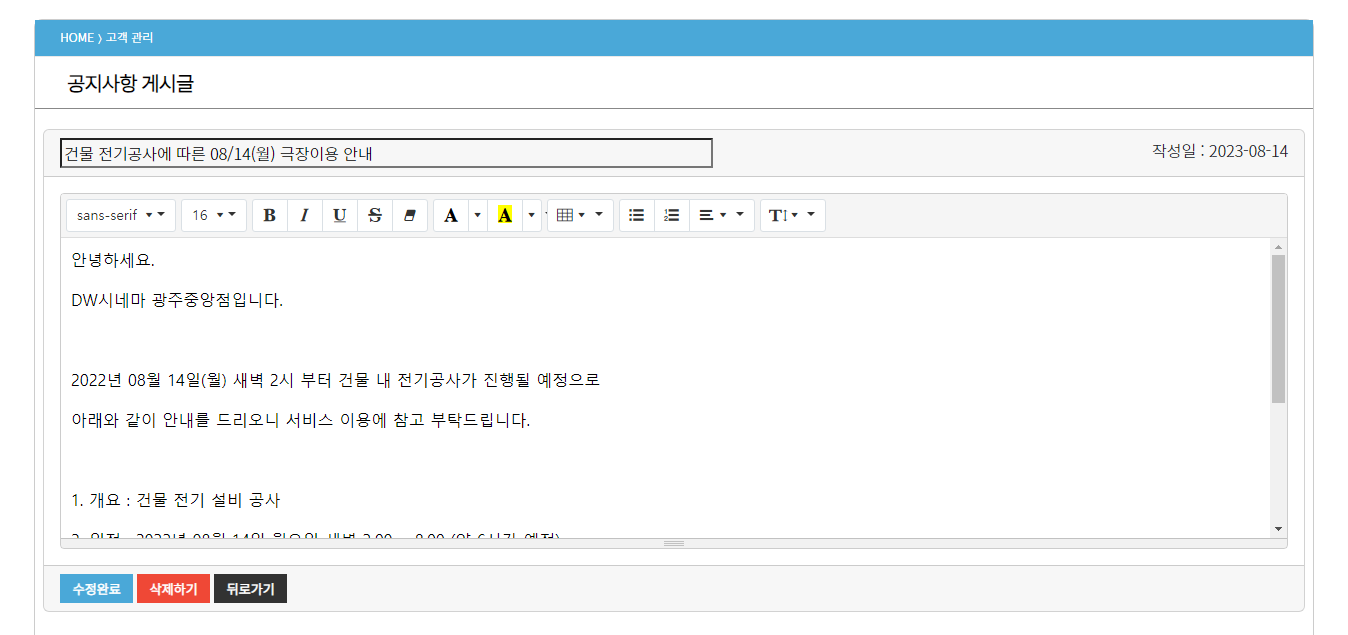 HOME > 고객 관리
공지사항 게시글
건물 전기공사에 따른 08/14(월) 극장이용 안내
작성일 : 2023-08-14
sans-serif 16 B I U S A A T
안녕하세요.
DW시네마 광주중앙점입니다.
2022년 08월 14일(월) 새벽 2시 부터 건물 내 전기공사가 진행될 예정으로
아래와 같이 안내를 드리오니 서비스 이용에 참고 부탁드립니다.
1. 개요 : 건물 전기 설비 공사
수정완료 삭제하기 뒤로가기